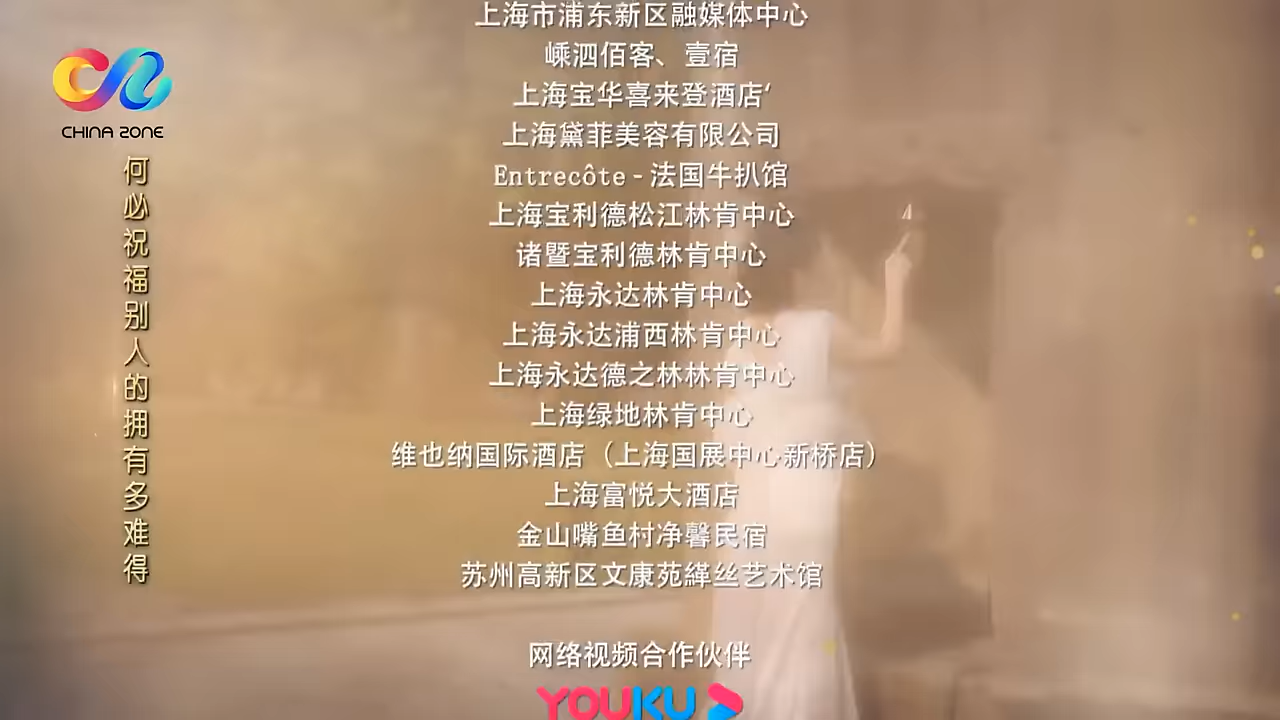 CHINA ZONE
何必祝福别人的拥有多难得
上海市浦东新区融媒体中心
嵊泗佰客、壹宿
上海宝华喜来登酒店‘
上海黛菲美容有限公司
Entrecôte - 法国牛扒馆
上海宝利德松江林肯中心
诸暨宝利德林肯中心
上海永达林肯中心
上海永达浦西林肯中心
上海永达德之林林肯中心
上海绿地林肯中心
维也纳国际酒店（上海国展中心新桥店）
上海富悦大酒店
金山嘴鱼村净馨民宿
苏州高新区文康苑缂丝艺术馆
网络视频合作伙伴
YOUKU